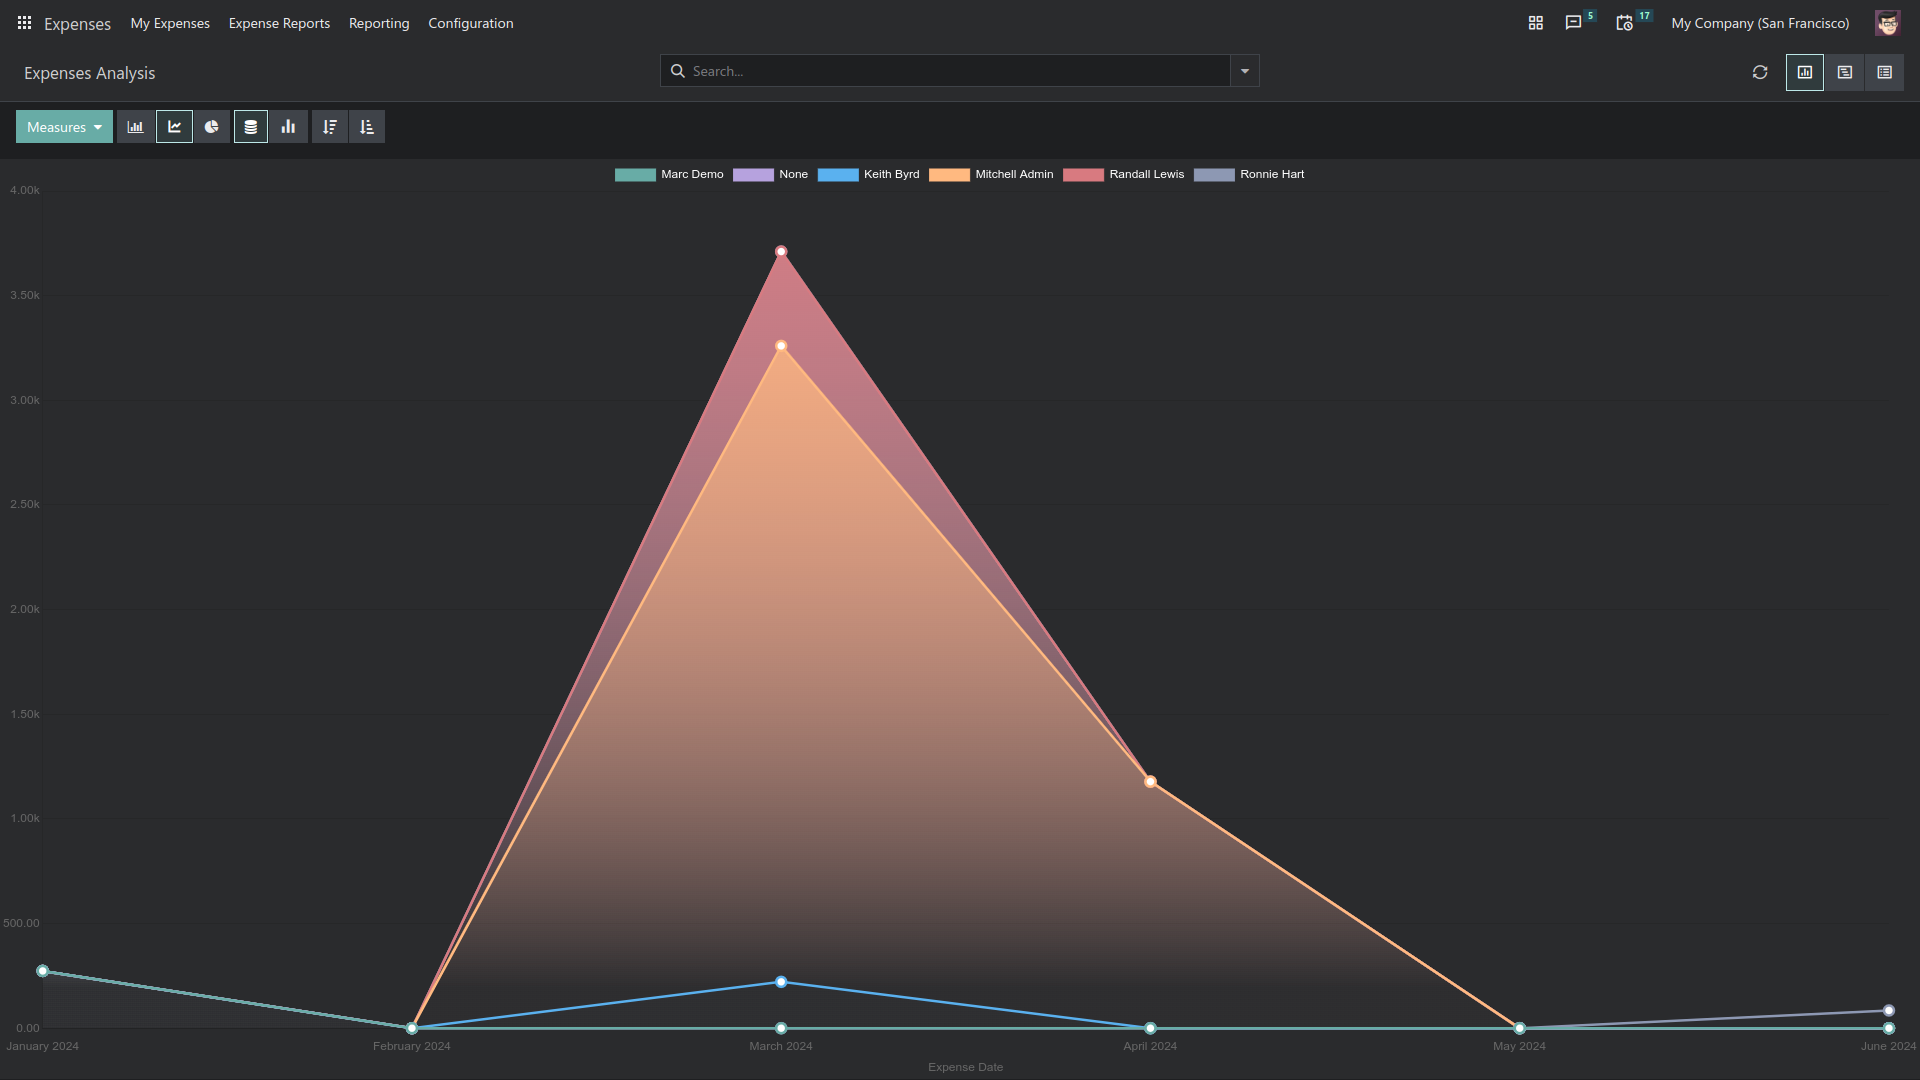 Expenses My Expenses Expense Reports Reporting Configuration 5 17 My Company (San Francisco)
Expenses Analysis Search...
Measures
Marc Demo None Keith Byrd Mitchell Admin Randall Lewis Ronnie Hart
4.00k
3.50k
3.00k
2.50k
2.00k
1.50k
1.00k
500.00
0.00
January 2024 February 2024 March 2024 April 2024 May 2024 June 2024
Expense Date